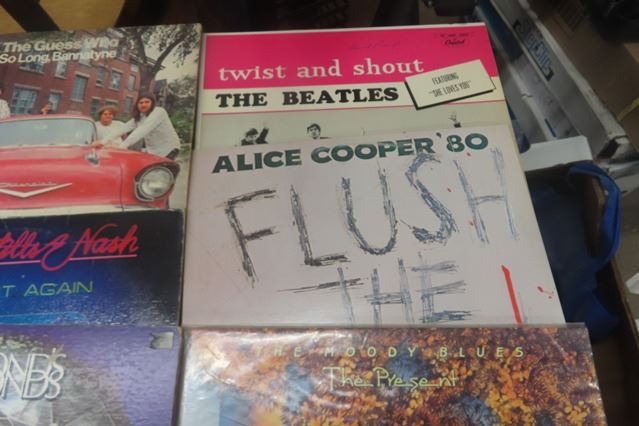 The Guess Who
So Long, Bannatyne
Capitol
twist and shout
THE BEATLES
FEATURING
"SHE LOVES YOU"
ALICE COOPER '80
FLUSH
THE
& Nash
T AGAIN
THE MOODY BLUES
The Present